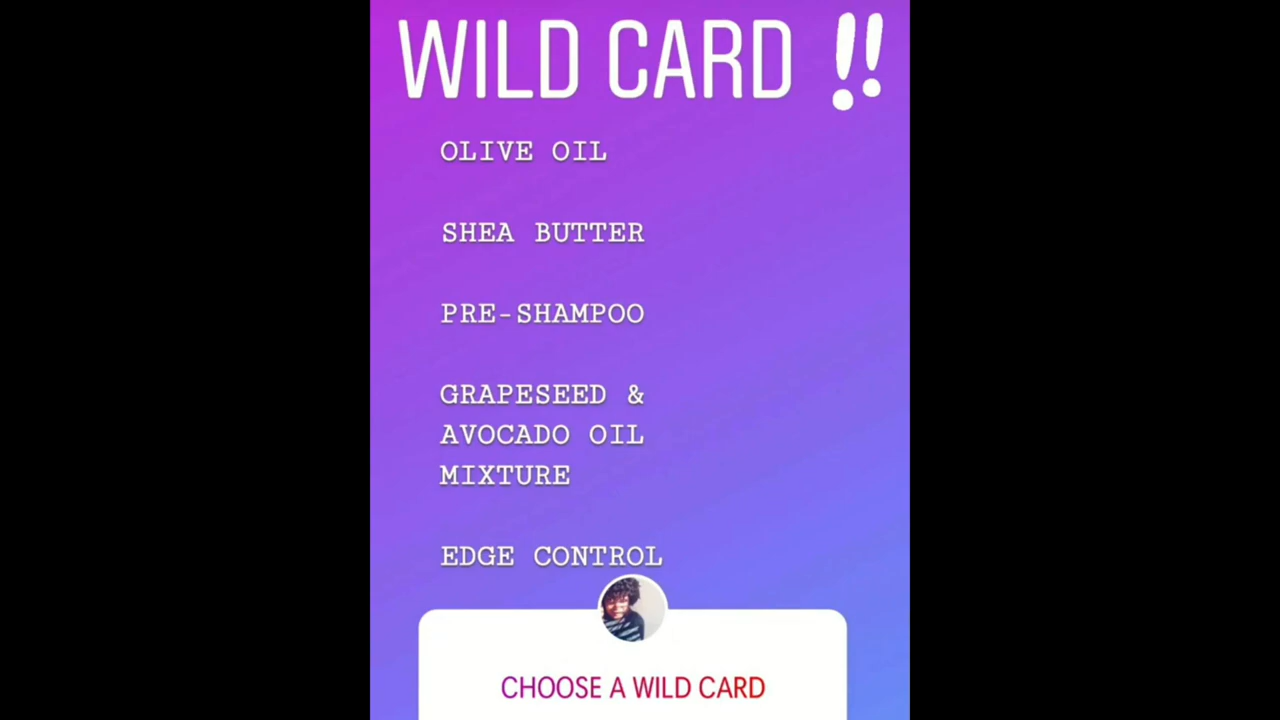 WILD CARD ‼
OLIVE OIL
SHEA BUTTER
PRE-SHAMPOO
GRAPESEED &
AVOCADO OIL
MIXTURE
EDGE CONTROL
CHOOSE A WILD CARD